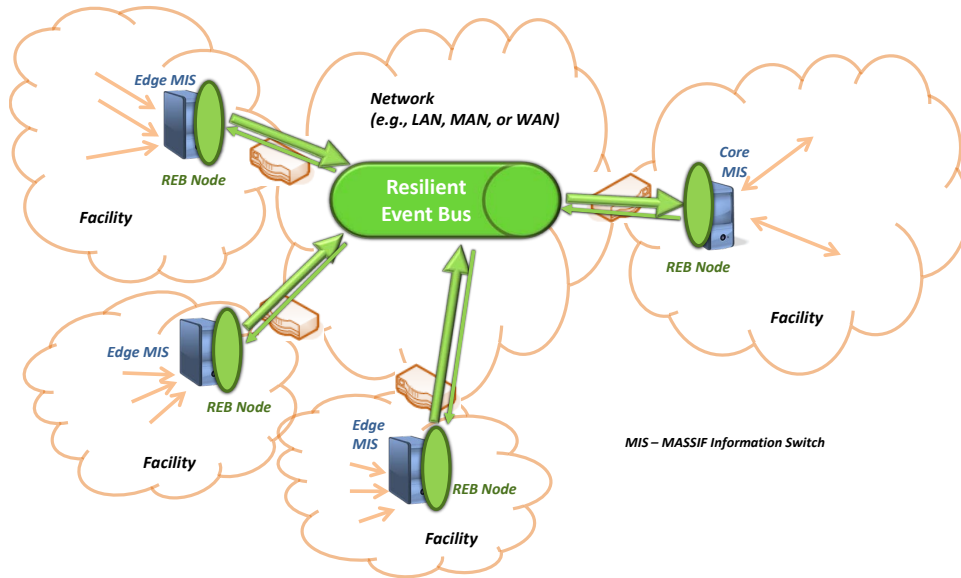 Edge MIS
REB Node
Facility
Network
(e.g., LAN, MAN, or WAN)
Resilient
Event Bus
Core
MIS
REB Node
Facility
Edge MIS
REB Node
Facility
Edge
MIS
REB Node
Facility
MIS – MASSIF Information Switch